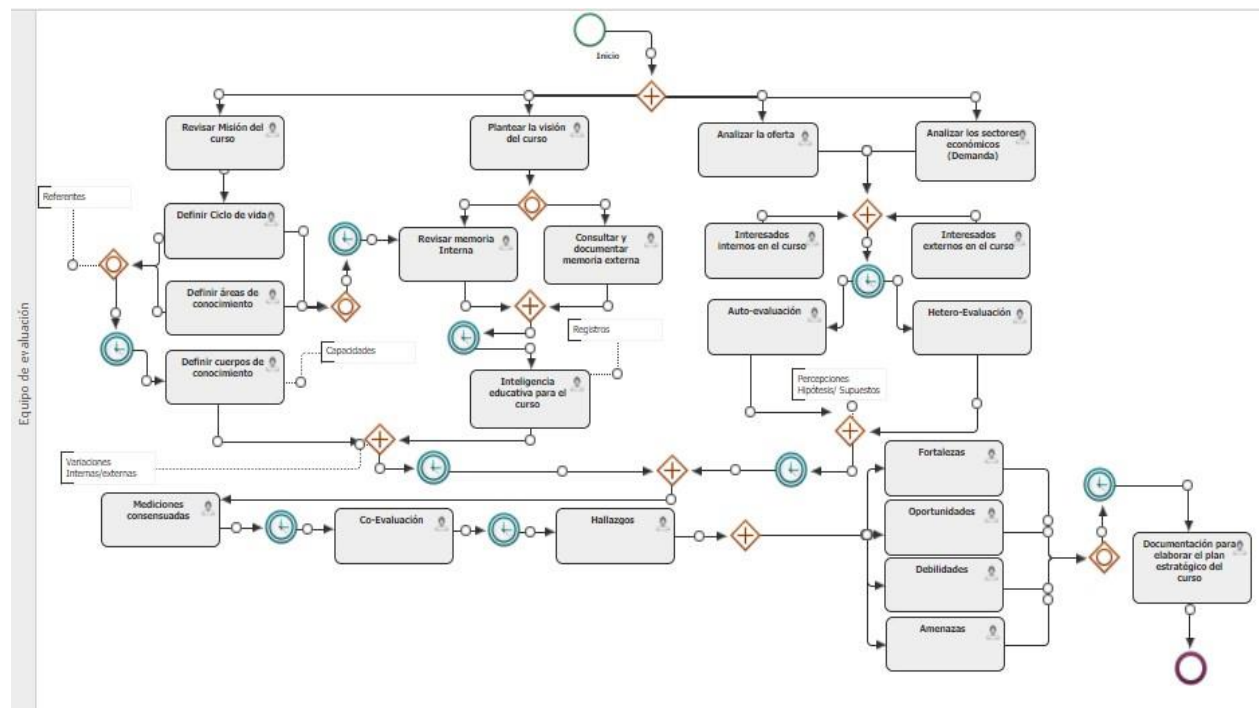 Equipo de evaluación
Inicio
Revisar Misión del
curso
Plantear la visión
del curso
Analizar la oferta
Analizar los sectores
económicos
(Demanda)
Referentes
Definir Ciclo de vida
Revisar memoria
Interna
Consultar y
documentar
memoria externa
Interesados
internos en el curso
Interesados
externos en el curso
Definir áreas de
conocimiento
Auto-evaluación
Hetero-Evaluación
Registros
Capacidades
Definir cuerpos de
conocimiento
Inteligencia
educativa para el
curso
Percepciones
Hipótesis/ Supuestos
Variaciones
Internas/externas
Fortalezas
Mediciones
consensuadas
Co-Evaluación
Hallazgos
Oportunidades
Documentación para
elaborar el plan
estratégico del
curso
Debilidades
Amenazas